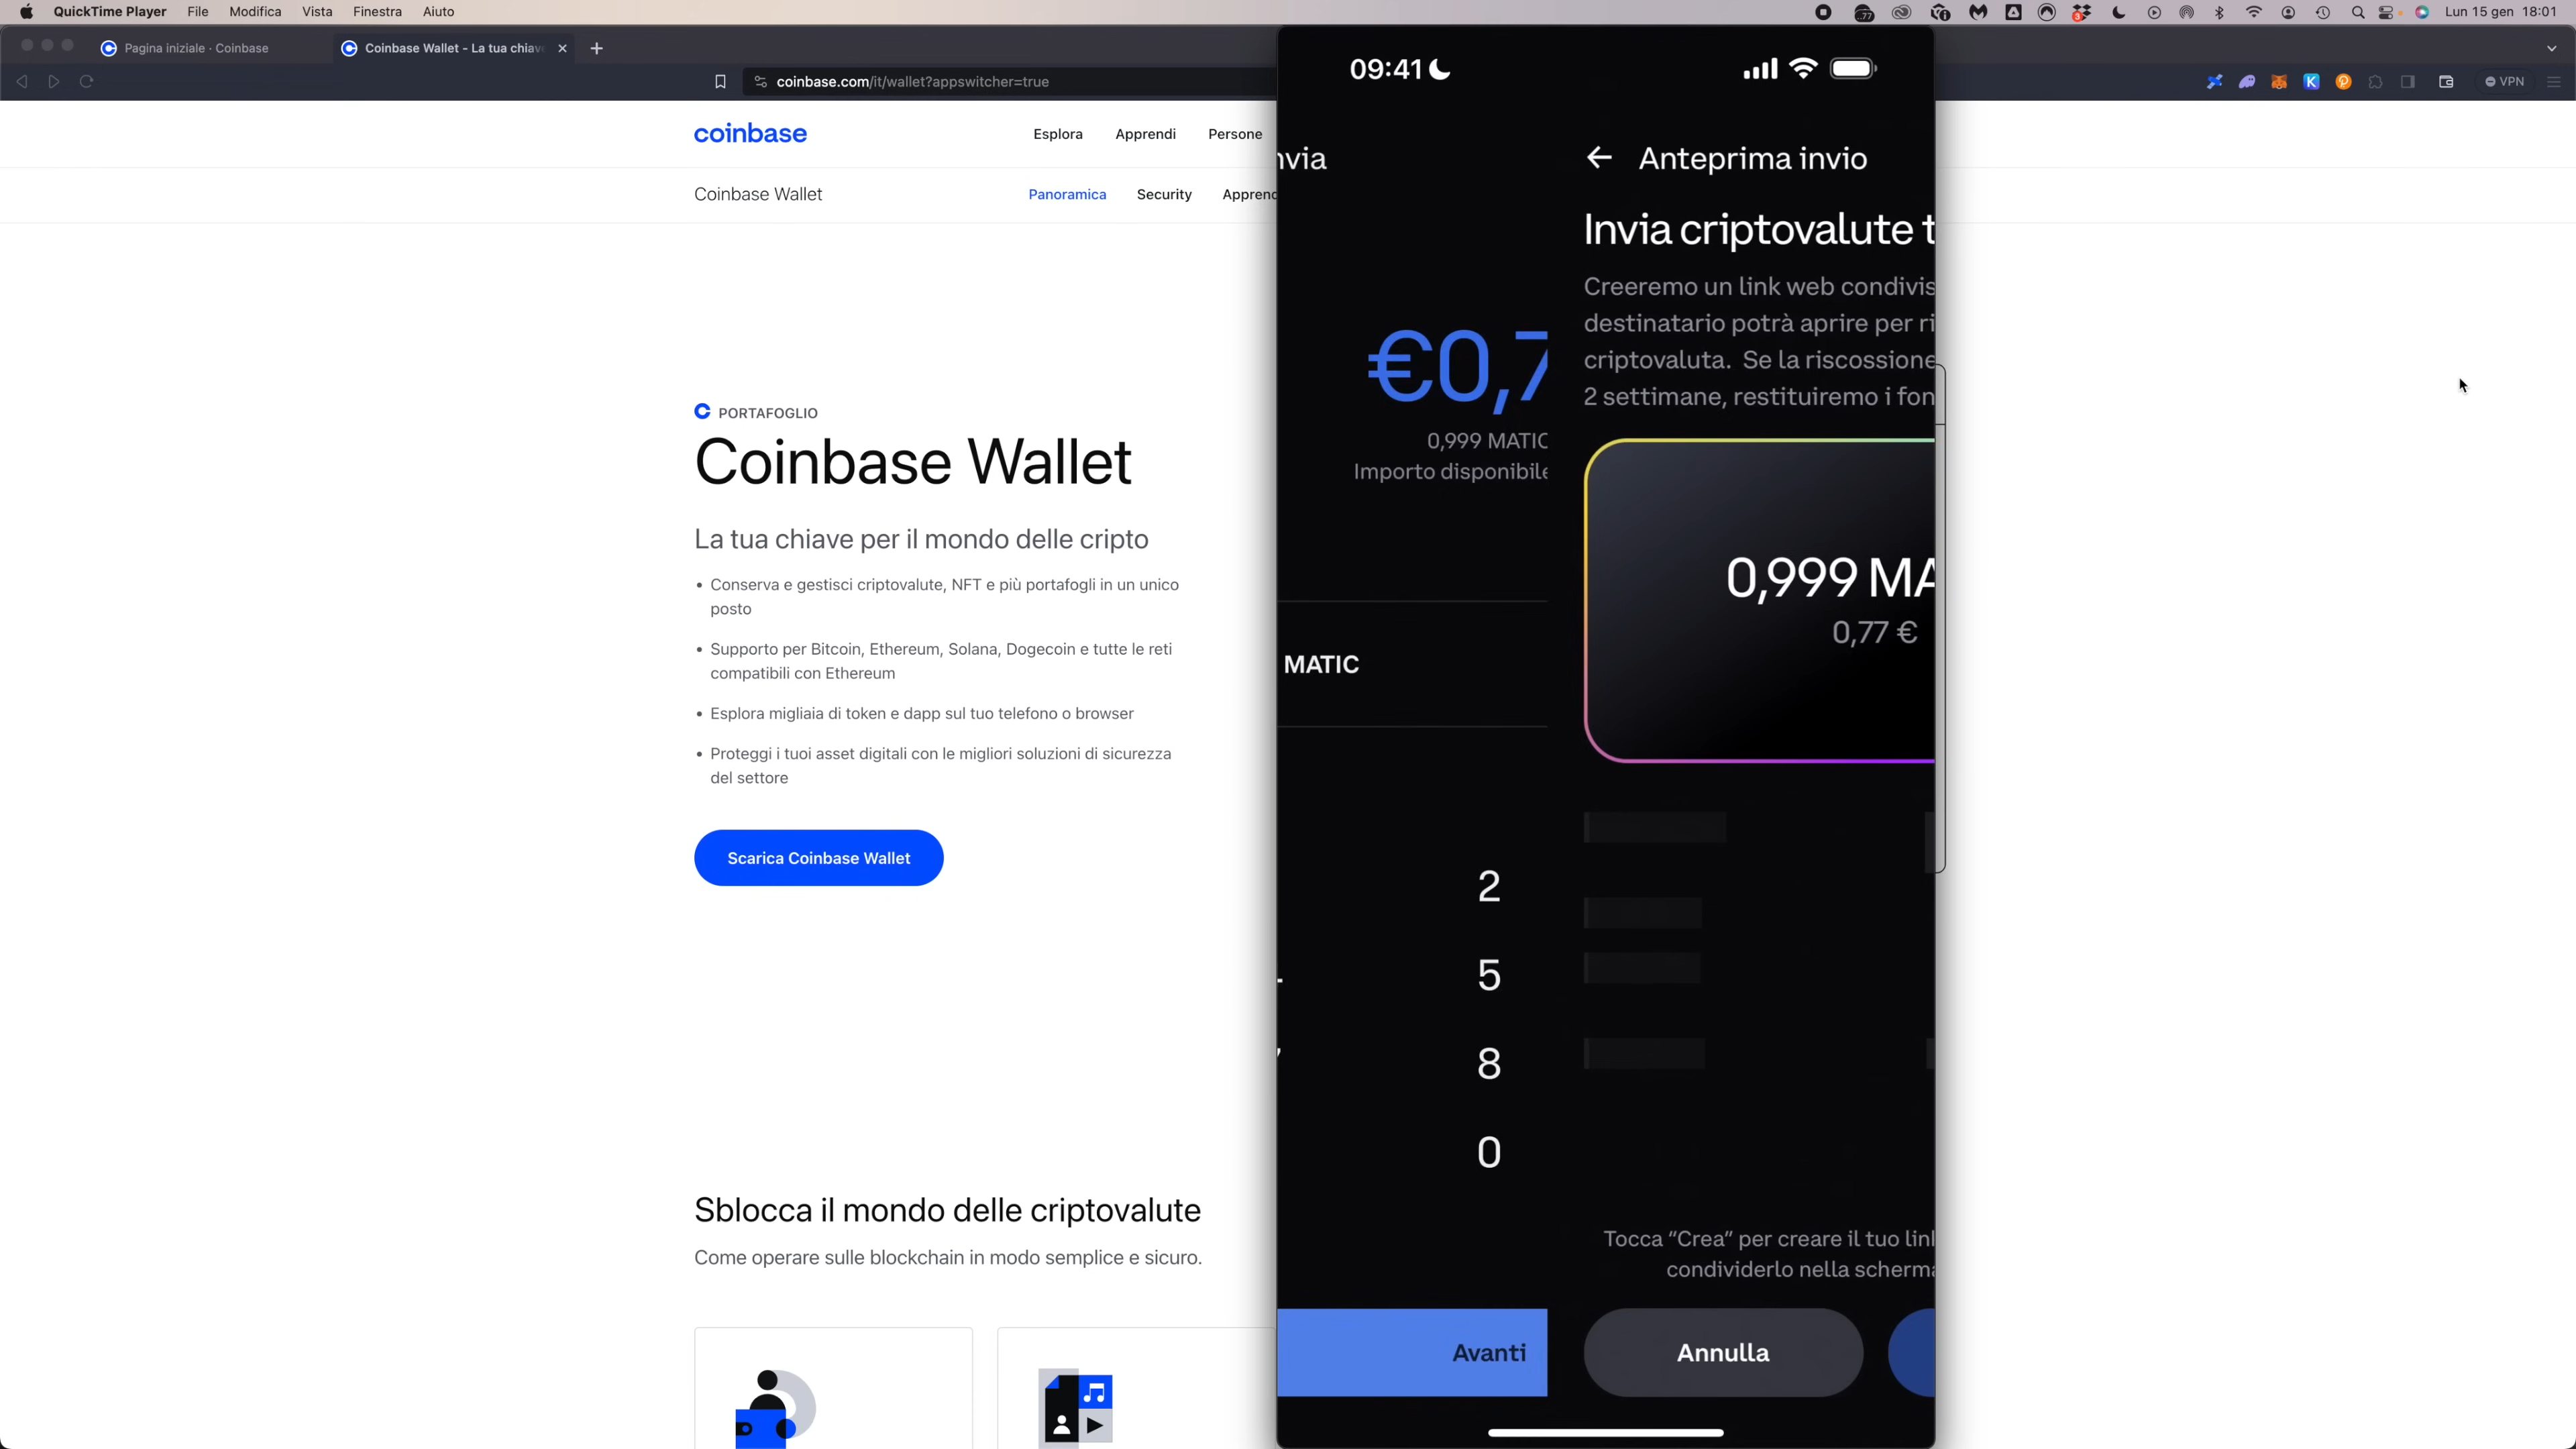 QuickTime Player File Modifica Vista Finestra Aiuto
77 3 Lun 15 gen 18:01
Pagina iniziale · Coinbase
Coinbase Wallet - La tua chiav
coinbase.com/it/wallet?appswitcher=true
VPN
coinbase
Esplora Apprendi Persone
Coinbase Wallet
Panoramica Security Apprend
PORTAFOGLIO
Coinbase Wallet
La tua chiave per il mondo delle cripto
• Conserva e gestisci criptovalute, NFT e più portafogli in un unico
posto
• Supporto per Bitcoin, Ethereum, Solana, Dogecoin e tutte le reti
compatibili con Ethereum
• Esplora migliaia di token e dapp sul tuo telefono o browser
• Proteggi i tuoi asset digitali con le migliori soluzioni di sicurezza
del settore
Scarica Coinbase Wallet
Sblocca il mondo delle criptovalute
Come operare sulle blockchain in modo semplice e sicuro.
09:41
nvia
€0,7
0,999 MATIC
Importo disponibile
MATIC
2
5
8
0
Avanti
Anteprima invio
Invia criptovalute t
Creeremo un link web condivis
destinatario potrà aprire per ri
criptovaluta. Se la riscossione
2 settimane, restituiremo i fon
0,999 MA
0,77 €
Tocca “Crea” per creare il tuo lin
condividerlo nella scherma
Annulla